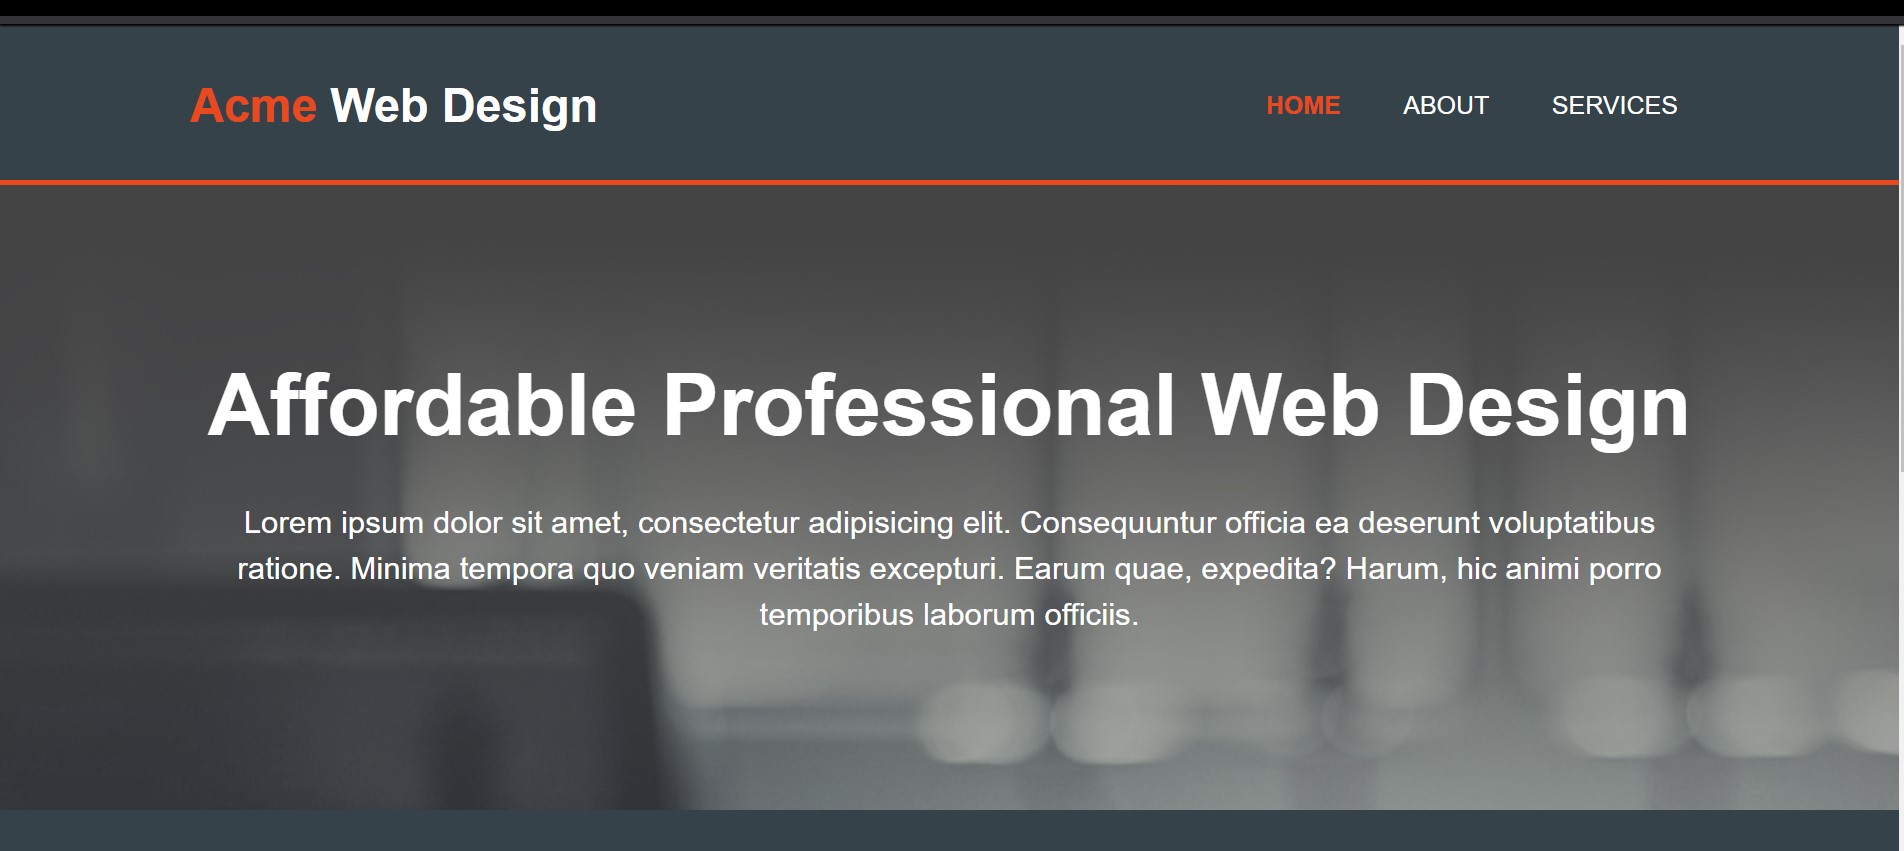 Acme Web Design
HOME ABOUT SERVICES
Affordable Professional Web Design
Lorem ipsum dolor sit amet, consectetur adipisicing elit. Consequuntur officia ea deserunt voluptatibus
ratione. Minima tempora quo veniam veritatis excepturi. Earum quae, expedita? Harum, hic animi porro
temporibus laborum officiis.